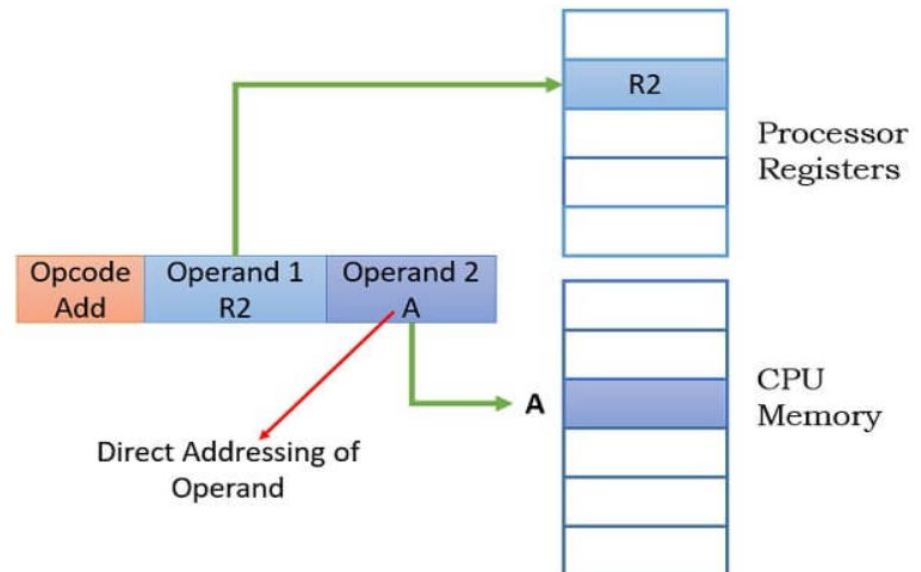 R2
Processor
Registers
Opcode
Add
Operand 1
R2
Operand 2
A
CPU
Memory
A
Direct Addressing of
Operand